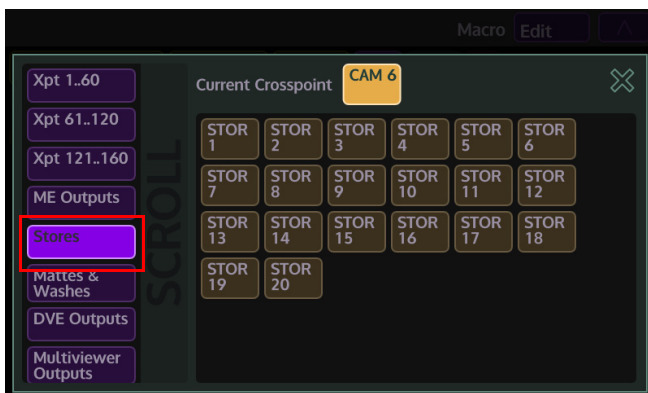 Macro Edit
Xpt 1..60
Current Crosspoint CAM 6
Xpt 61..120
Xpt 121..160
ME Outputs
Stores
Mattes &
Washes
DVE Outputs
Multiviewer
Outputs
SCROLL
STOR STOR STOR STOR STOR STOR
1 2 3 4 5 6
STOR STOR STOR STOR STOR STOR
7 8 9 10 11 12
STOR STOR STOR STOR STOR STOR
13 14 15 16 17 18
STOR STOR
19 20